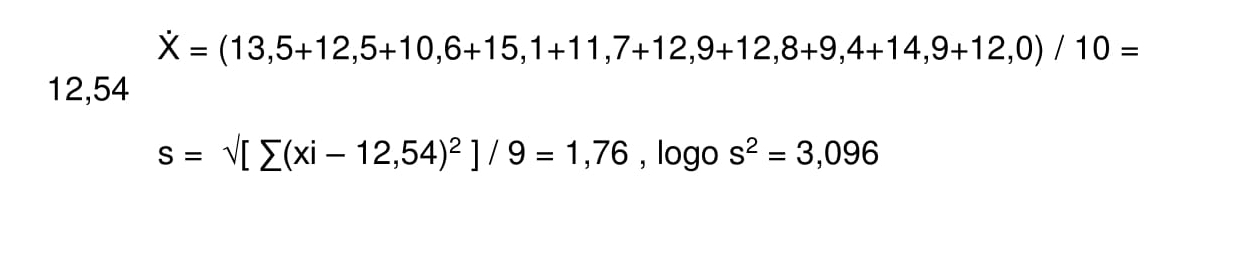 Ẋ = (13,5+12,5+10,6+15,1+11,7+12,9+12,8+9,4+14,9+12,0) / 10 =
12,54
s = √[ ∑(xi – 12,54)² ] / 9 = 1,76 , logo s² = 3,096